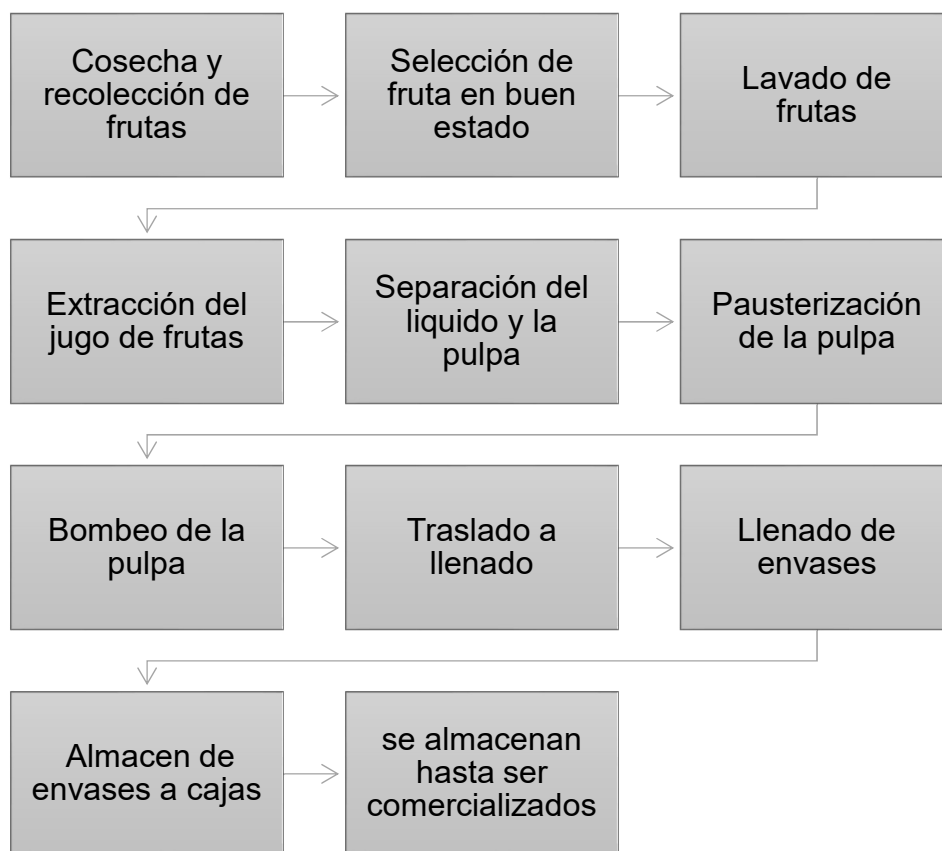 Cosecha y
recolección de
frutas
Selección de
fruta en buen
estado
Lavado de
frutas
Extracción del
jugo de frutas
Separación del
liquido y la
pulpa
Pausterización
de la pulpa
Bombeo de la
pulpa
Traslado a
llenado
Llenado de
envases
Almacen de
envases a cajas
se almacenan
hasta ser
comercializados